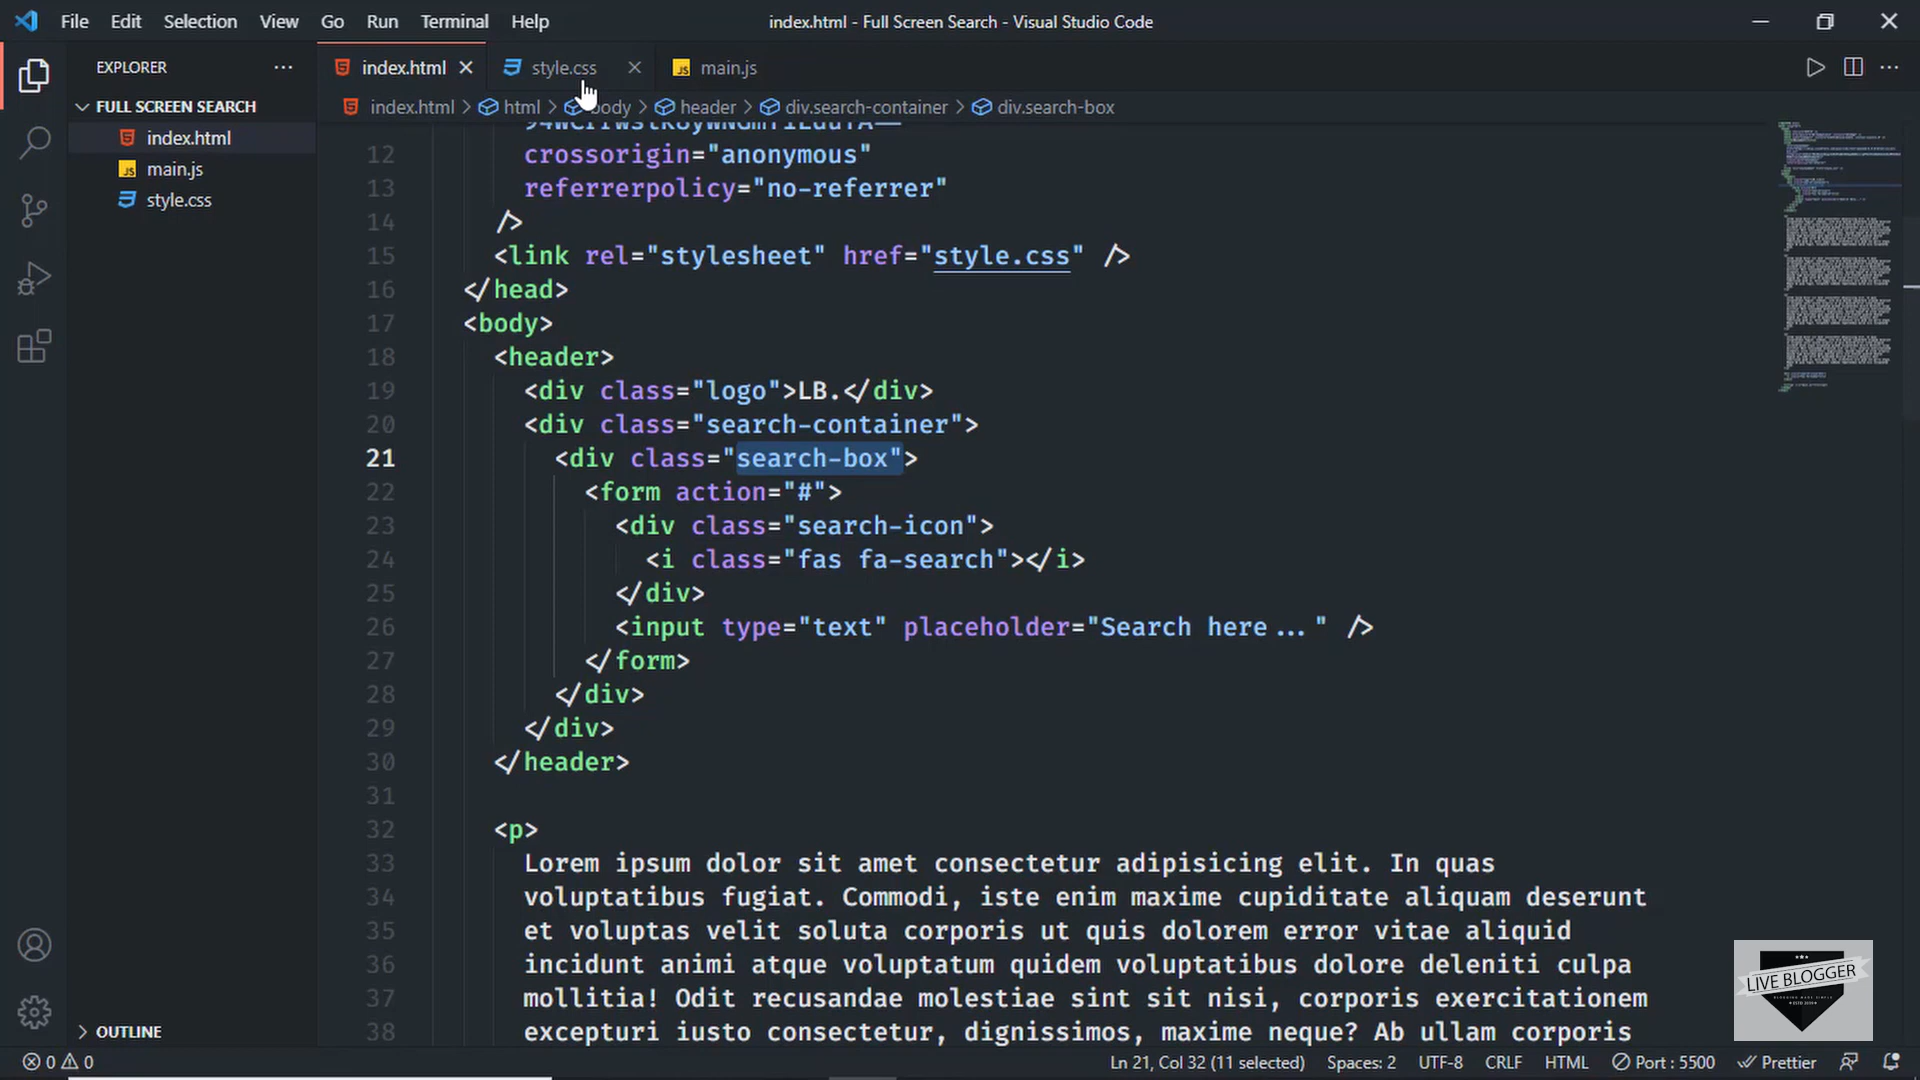 File Edit Selection View Go Run Terminal Help
index.html - Full Screen Search - Visual Studio Code
EXPLORER
index.html
style.css
main.js
FULL SCREEN SEARCH
index.html > html > body > header > div.search-container > div.search-box
index.html
main.js
style.css
12 crossorigin="anonymous"
13 referrerpolicy="no-referrer"
14 />
15 <link rel="stylesheet" href="style.css" />
16 </head>
17 <body>
18 <header>
19 <div class="logo">LB.</div>
20 <div class="search-container">
21 <div class="search-box">
22 <form action="#">
23 <div class="search-icon">
24 <i class="fas fa-search"></i>
25 </div>
26 <input type="text" placeholder="Search here..." />
27 </form>
28 </div>
29 </div>
30 </header>
31
32 <p>
33 Lorem ipsum dolor sit amet consectetur adipisicing elit. In quas
34 voluptatibus fugiat. Commodi, iste enim maxime cupiditate aliquam deserunt
35 et voluptas velit soluta corporis ut quis dolorem error vitae aliquid
36 incidunt animi atque voluptatum quidem voluptatibus dolore deleniti culpa
37 mollitia! Odit recusandae molestiae sint sit nisi, corporis exercitationem
38 excepturi iusto consectetur, dignissimos, maxime neque? Ab ullam corporis
LIVE BLOGGER
OUTLINE
0 0
Ln 21, Col 32 (11 selected) Spaces: 2 UTF-8 CRLF HTML Port : 5500 Prettier